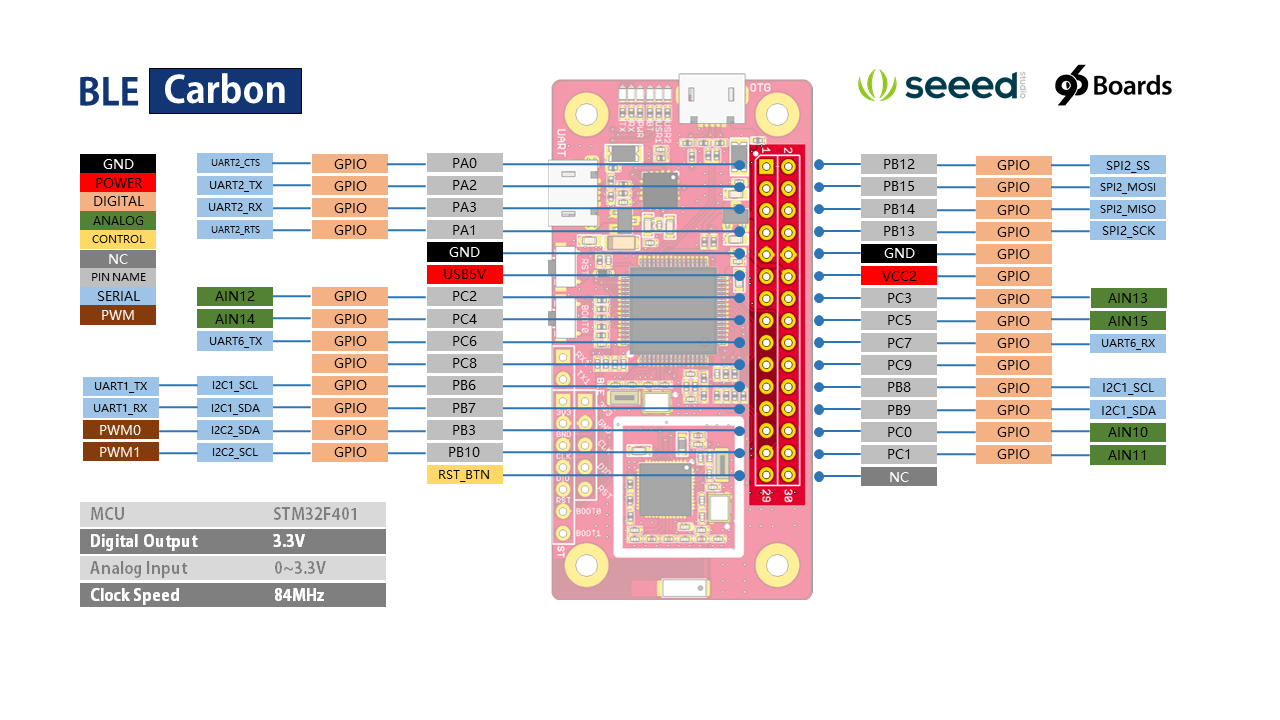 BLE Carbon
seeed studio
96Boards
GND
POWER
DIGITAL
ANALOG
CONTROL
NC
PIN NAME
SERIAL
PWM
UART2_CTS GPIO PA0
UART2_TX GPIO PA2
UART2_RX GPIO PA3
UART2_RTS GPIO PA1
GND
USB5V
AIN12 GPIO PC2
AIN14 GPIO PC4
UART6_TX GPIO PC6
GPIO PC8
UART1_TX I2C1_SCL GPIO PB6
UART1_RX I2C1_SDA GPIO PB7
PWM0 I2C2_SDA GPIO PB3
PWM1 I2C2_SCL GPIO PB10
RST_BTN
OTG
UART
1 2
29 30
RST
BOOT0
RX1
TX1
BOOT0
BOOT1
PB12 GPIO SPI2_SS
PB15 GPIO SPI2_MOSI
PB14 GPIO SPI2_MISO
PB13 GPIO SPI2_SCK
GND GPIO
VCC2 GPIO
PC3 GPIO AIN13
PC5 GPIO AIN15
PC7 GPIO UART6_RX
PC9 GPIO
PB8 GPIO I2C1_SCL
PB9 GPIO I2C1_SDA
PC0 GPIO AIN10
PC1 GPIO AIN11
NC
MCU STM32F401
Digital Output 3.3V
Analog Input 0~3.3V
Clock Speed 84MHz